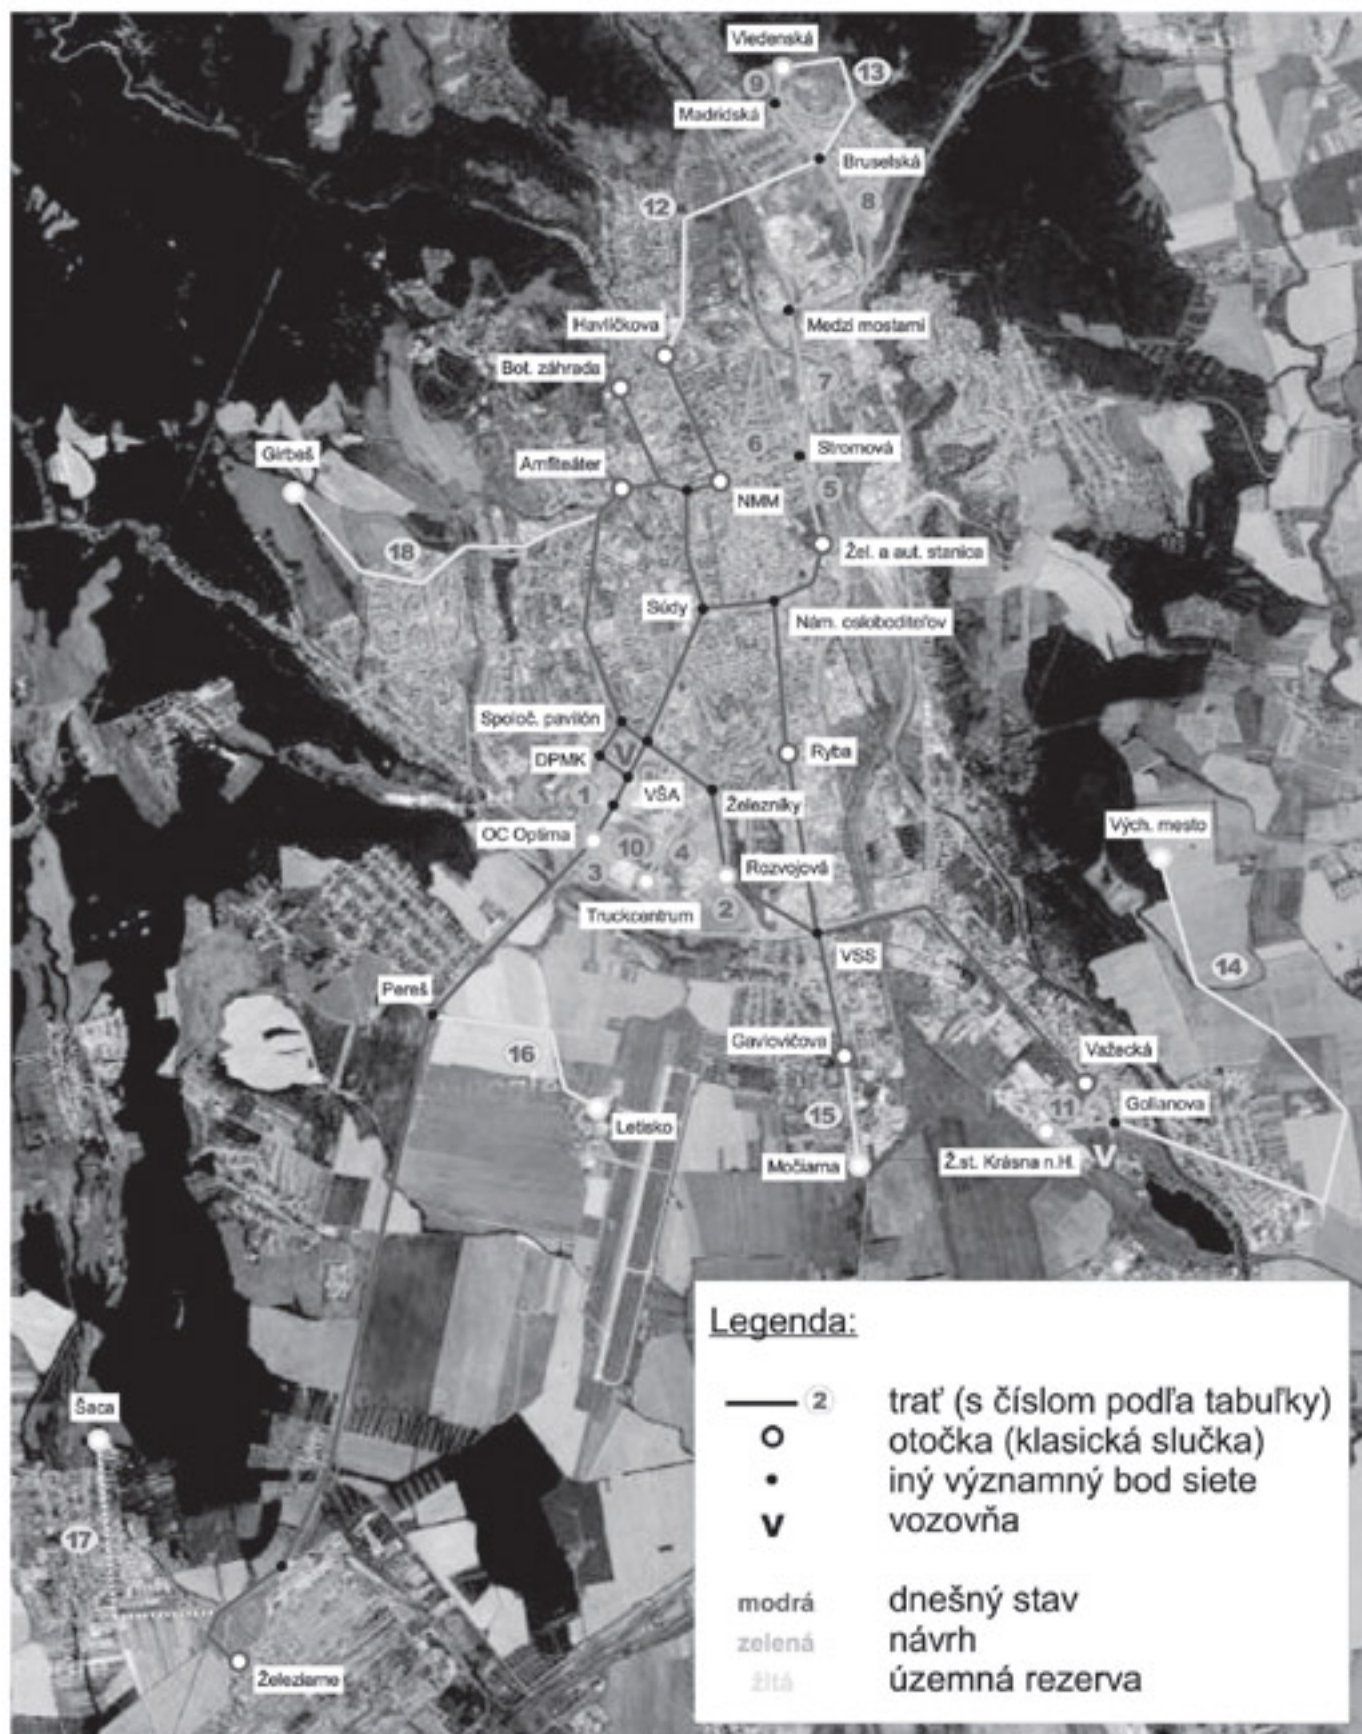 Viedenská
13
9
Madridská
Bruselská
12
8
Havlíčkova
Medzi mostami
Bot. záhrada
7
6
Girbeš
Amfiteáter
Stromová
NMM
5
18
Žel. a aut. stanica
Súdy
Nám. osloboditeľov
Spoloč. pavilón
DPMK
V
Ryba
1
VŠA
Železníky
Vých. mesto
OC Optima
10
4
3
Rozvojová
Truckcentrum
2
VSS
14
Pereš
16
Gavlovičova
Važecká
11
Golianova
Letisko
15
Močiarna
Ž.st. Krásna n.H.
V
Legenda:
2 trať (s číslom podľa tabuľky)
otočka (klasická slučka)
iný významný bod siete
v vozovňa
modrá dnešný stav
zelená návrh
žltá územná rezerva
Šaca
17
Železiarne